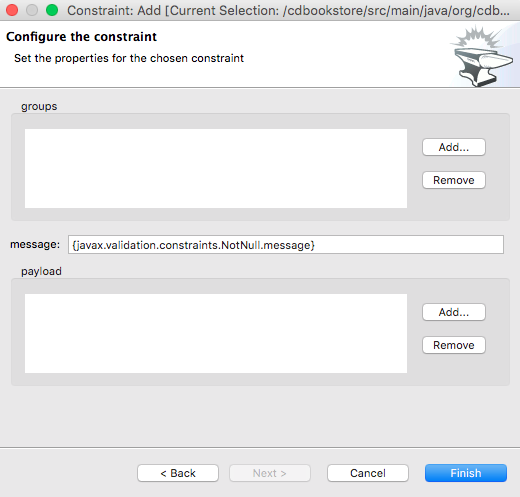 Constraint: Add [Current Selection: /cdbookstore/src/main/java/org/cdb...
Configure the constraint
Set the properties for the chosen constraint
groups
Add...
Remove
message: {javax.validation.constraints.NotNull.message}
payload
Add...
Remove
< Back Next > Cancel Finish